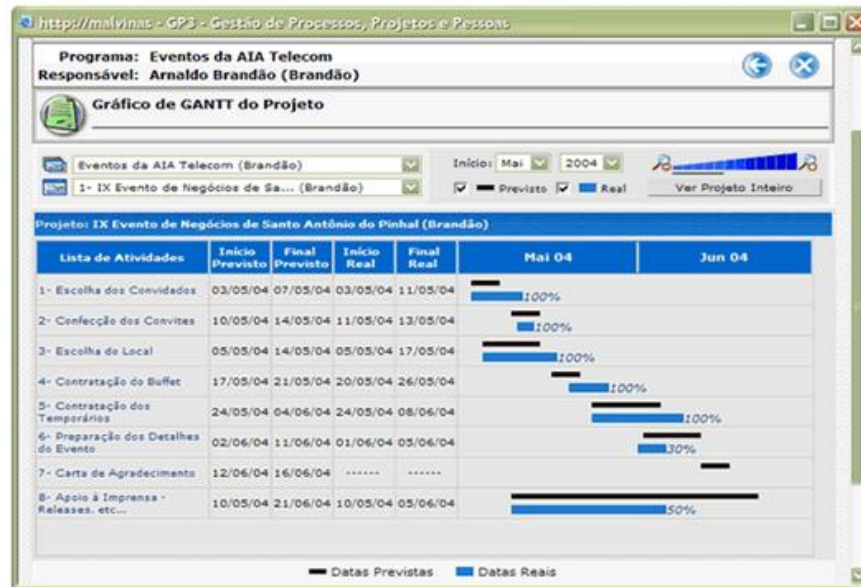 http://malvinas - GP3 - Gestão de Processos, Projetos e Pessoas
Programa: Eventos da AIA Telecom
Responsável: Arnaldo Brandão (Brandão)
Gráfico de GANTT do Projeto
Eventos da AIA Telecom (Brandão)
Início: Mai 2004
1- IX Evento de Negócios de Sa... (Brandão)
Previsto Real
Ver Projeto Inteiro
Projeto: IX Evento de Negócios de Santo Antônio do Pinhal (Brandão)
Lista de Atividades Início Previsto Final Previsto Início Real Final Real Mai 04 Jun 04
1- Escolha dos Convidados 03/05/04 07/05/04 03/05/04 11/05/04 100%
2- Confecção dos Convites 10/05/04 14/05/04 11/05/04 13/05/04 100%
3- Escolha do Local 05/05/04 14/05/04 05/05/04 17/05/04 100%
4- Contratação do Buffet 17/05/04 21/05/04 20/05/04 26/05/04 100%
5- Contratação dos Temporários 24/05/04 04/06/04 24/05/04 08/06/04 100%
6- Preparação dos Detalhes do Evento 02/06/04 11/06/04 01/06/04 05/06/04 30%
7- Carta de Agradecimento 12/06/04 16/06/04 ------ ------
8- Apoio à Imprensa - Releases. etc... 10/05/04 21/06/04 10/05/04 05/06/04 50%
Datas Previstas Datas Reais